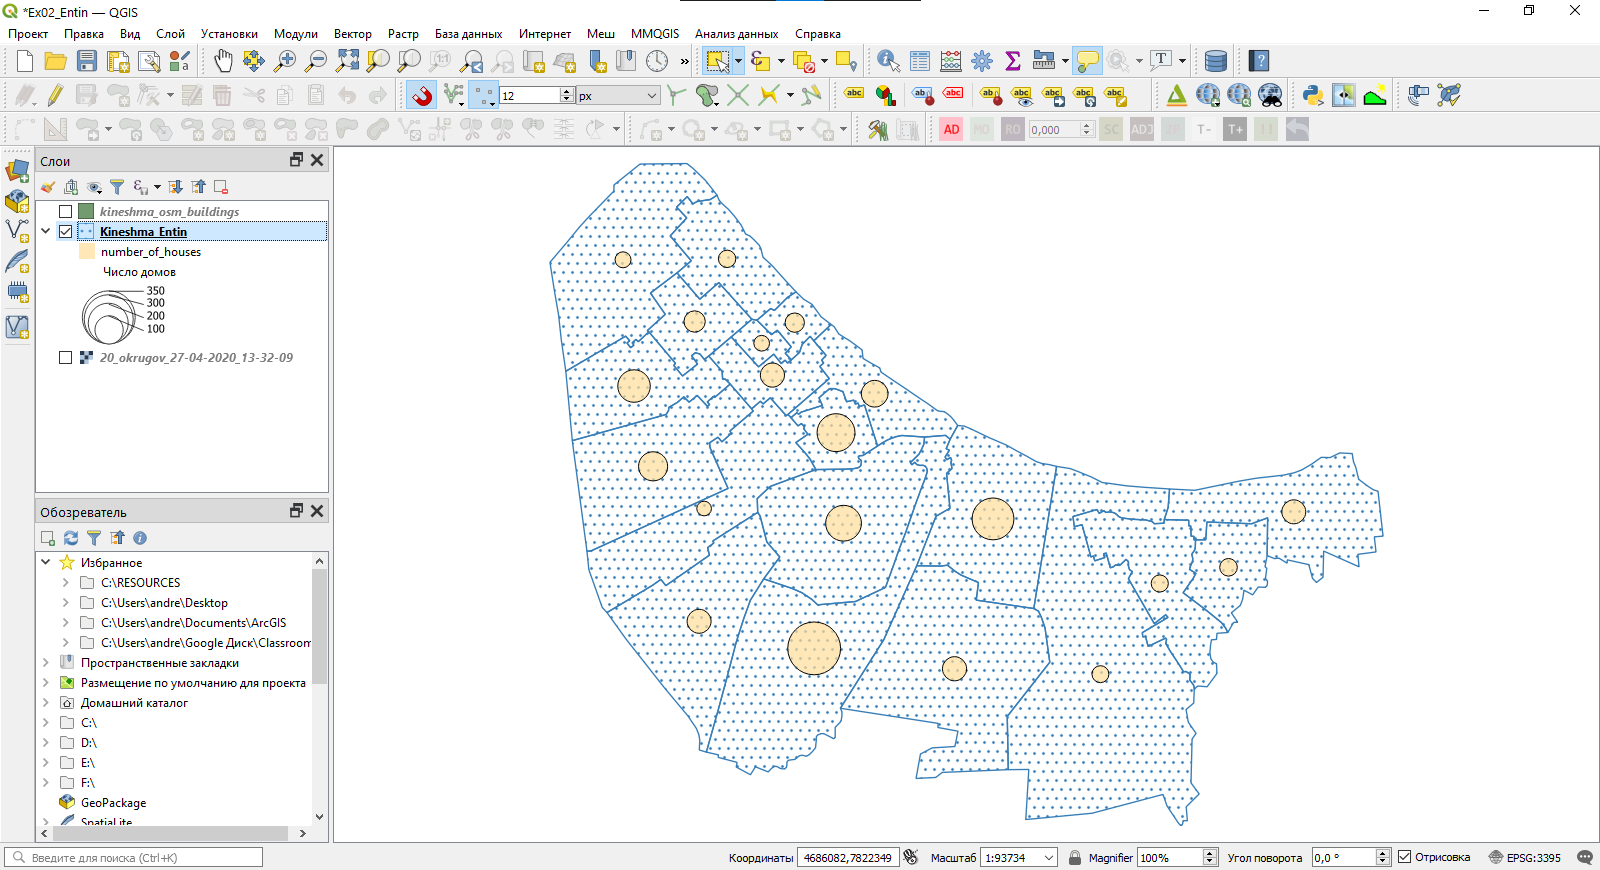 *Ex02_Entin — QGIS
Проект Правка Вид Слой Установки Модули Вектор Растр База данных Интернет Меш MMQGIS Анализ данных Справка
12 px
0,000
AD MO RO SC ADJ T- T+
Слои
kineshma_osm_buildings
Kineshma_Entin
number_of_houses
Число домов
350
300
200
100
20_okrugov_27-04-2020_13-32-09
Обозреватель
Избранное
C:\RESOURCES
C:\Users\andre\Desktop
C:\Users\andre\Documents\ArcGIS
C:\Users\andre\Google Диск\Classroom
Пространственные закладки
Размещение по умолчанию для проекта
Домашний каталог
C:\
D:\
E:\
F:\
GeoPackage
SpatiaLite
Введите для поиска (Ctrl+K)
Координаты 4686082,7822349 Масштаб 1:93734 Magnifier 100% Угол поворота 0,0 ° Отрисовка EPSG:3395